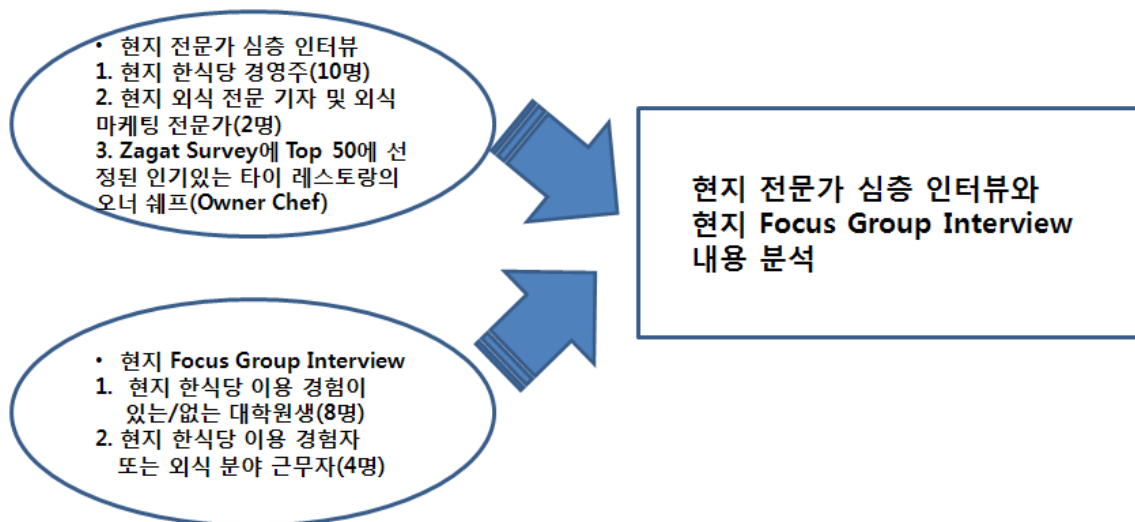 • 현지 전문가 심층 인터뷰
1. 현지 한식당 경영주(10명)
2. 현지 외식 전문 기자 및 외식
마케팅 전문가(2명)
3. Zagat Survey에 Top 50에 선
정된 인기있는 타이 레스토랑의
오너 쉐프(Owner Chef)
현지 전문가 심층 인터뷰와
현지 Focus Group Interview
내용 분석
• 현지 Focus Group Interview
1. 현지 한식당 이용 경험이
있는/없는 대학원생(8명)
2. 현지 한식당 이용 경험자
또는 외식 분야 근무자(4명)